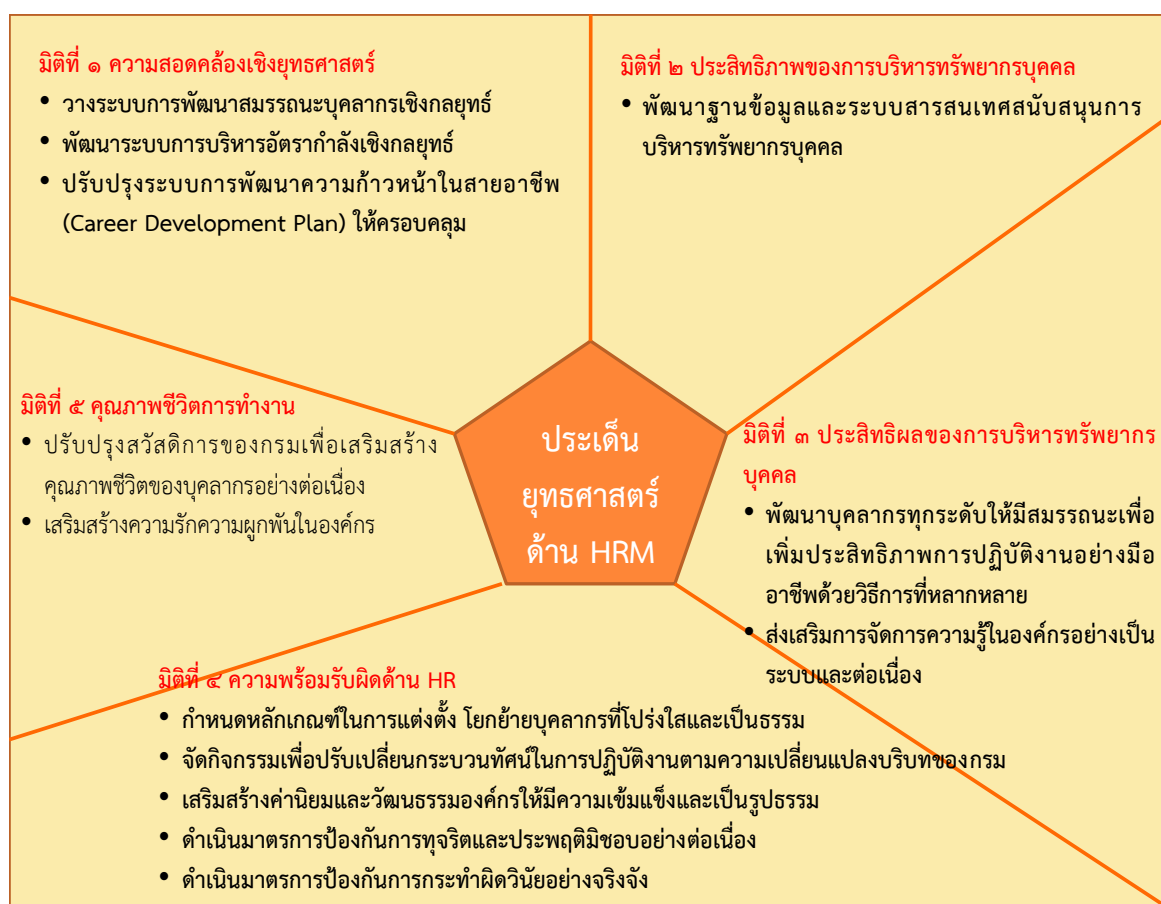 มิติที่ ๑ ความสอดคล้องเชิงยุทธศาสตร์
• วางระบบการพัฒนาสมรรถนะบุคลากรเชิงกลยุทธ์
• พัฒนาระบบการบริหารอัตรากำลังเชิงกลยุทธ์
• ปรับปรุงระบบการพัฒนาความก้าวหน้าในสายอาชีพ
(Career Development Plan) ให้ครอบคลุม
มิติที่ ๒ ประสิทธิภาพของการบริหารทรัพยากรบุคคล
• พัฒนาฐานข้อมูลและระบบสารสนเทศสนับสนุนการ
บริหารทรัพยากรบุคคล
มิติที่ ๕ คุณภาพชีวิตการทำงาน
• ปรับปรุงสวัสดิการของกรมเพื่อเสริมสร้าง
คุณภาพชีวิตของบุคลากรอย่างต่อเนื่อง
• เสริมสร้างความรักความผูกพันในองค์กร
ประเด็น
ยุทธศาสตร์
ด้าน HRM
มิติที่ ๓ ประสิทธิผลของการบริหารทรัพยากร
บุคคล
• พัฒนาบุคลากรทุกระดับให้มีสมรรถนะเพื่อ
เพิ่มประสิทธิภาพการปฏิบัติงานอย่างมือ
อาชีพด้วยวิธีการที่หลากหลาย
• ส่งเสริมการจัดการความรู้ในองค์กรอย่างเป็น
ระบบและต่อเนื่อง
มิติที่ ๔ ความพร้อมรับผิดด้าน HR
• กำหนดหลักเกณฑ์ในการแต่งตั้ง โยกย้ายบุคลากรที่โปร่งใสและเป็นธรรม
• จัดกิจกรรมเพื่อปรับเปลี่ยนกระบวนทัศน์ในการปฏิบัติงานตามความเปลี่ยนแปลงบริบทของกรม
• เสริมสร้างค่านิยมและวัฒนธรรมองค์กรให้มีความเข้มแข็งและเป็นรูปธรรม
• ดำเนินมาตรการป้องกันการทุจริตและประพฤติมิชอบอย่างต่อเนื่อง
• ดำเนินมาตรการป้องกันการกระทำผิดวินัยอย่างจริงจัง